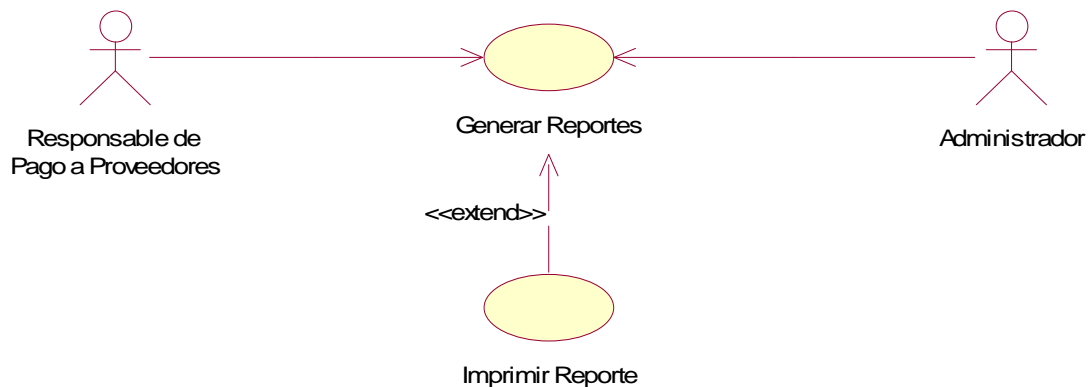 Responsable de
Pago a Proveedores
Generar Reportes
Administrador
<<extend>>
Imprimir Reporte